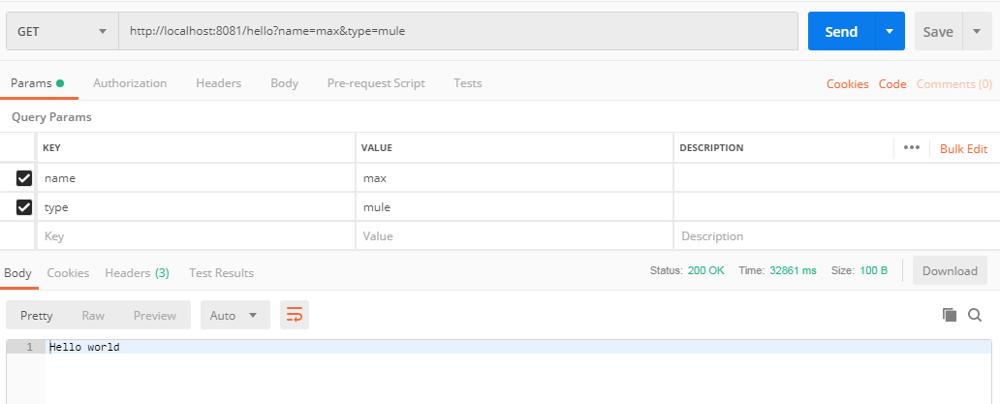 GET http://localhost:8081/hello?name=max&type=mule Send Save
Params Authorization Headers Body Pre-request Script Tests Cookies Code Comments (0)
Query Params
KEY VALUE DESCRIPTION ••• Bulk Edit
name max
type mule
Key Value Description
Body Cookies Headers (3) Test Results Status: 200 OK Time: 32861 ms Size: 100 B Download
Pretty Raw Preview Auto
1 Hello world